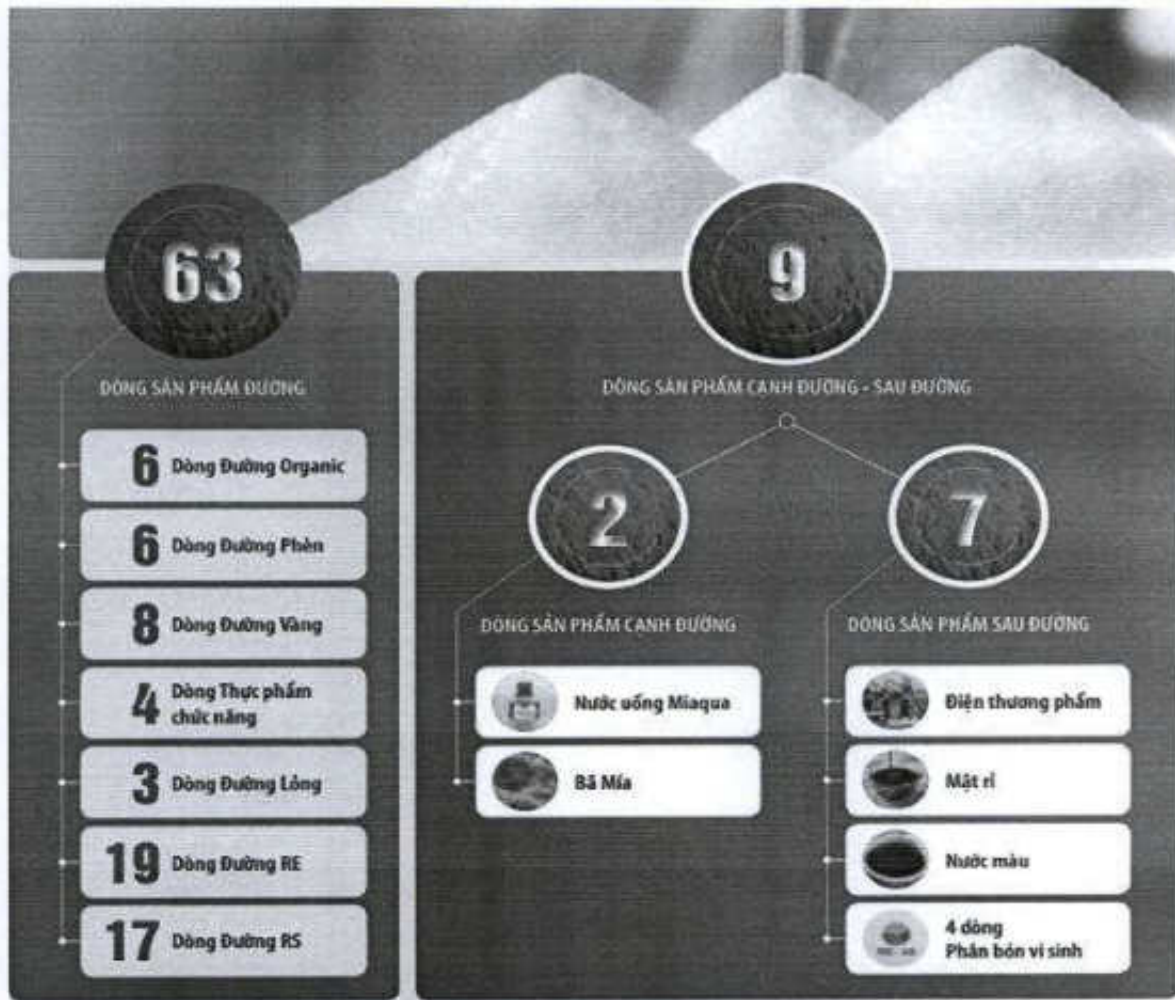 63
DÒNG SẢN PHẨM ĐƯỜNG
6 Dòng Đường Organic
6 Dòng Đường Phèn
8 Dòng Đường Vàng
4 Dòng Thực phẩm
chức năng
3 Dòng Đường Lỏng
19 Dòng Đường RE
17 Dòng Đường RS
9
DÒNG SẢN PHẨM CẠNH ĐƯỜNG - SAU ĐƯỜNG
2
DÒNG SẢN PHẨM CẠNH ĐƯỜNG
Nước uống Miaqua
Bã Mía
7
DÒNG SẢN PHẨM SAU ĐƯỜNG
Điện thương phẩm
Mật rỉ
Nước màu
4 dòng
Phân bón vi sinh